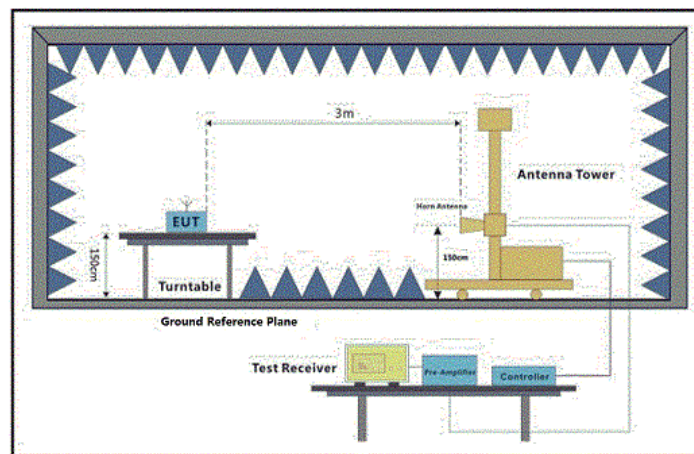 3m
Antenna Tower
Horn Antenna
EUT
150cm
150cm
Turntable
Ground Reference Plane
Test Receiver
Pre-Amplifier
Controller